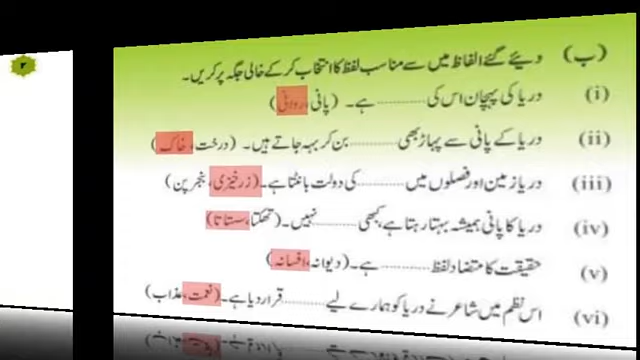 (ب) دیئے گئے الفاظ میں سے مناسب لفظ کا انتخاب کر کے خالی جگہ پر کریں۔
(i) دریا کی پہچان اس کی ............ ہے۔ (پانی، روانی)
(ii) دریا کے پانی سے پہاڑ بھی ............ بن کر بہہ جاتے ہیں۔ (درخت، خاک)
(iii) دریا زمین اور فصلوں میں ............ کی دولت بانٹتا ہے۔ (زرخیزی، بنجر پن)
(iv) دریا کا پانی ہمیشہ بہتا رہتا ہے، کبھی ............ نہیں۔ (تھکتا، سستاتا)
(v) حقیقت کا متضاد لفظ ............ ہے۔ (دیوانہ، افسانہ)
(vi) اس نظم میں شاعر نے دریا کو ہمارے لیے ............ قرار دیا ہے۔ (نعمت، عذاب)
۲